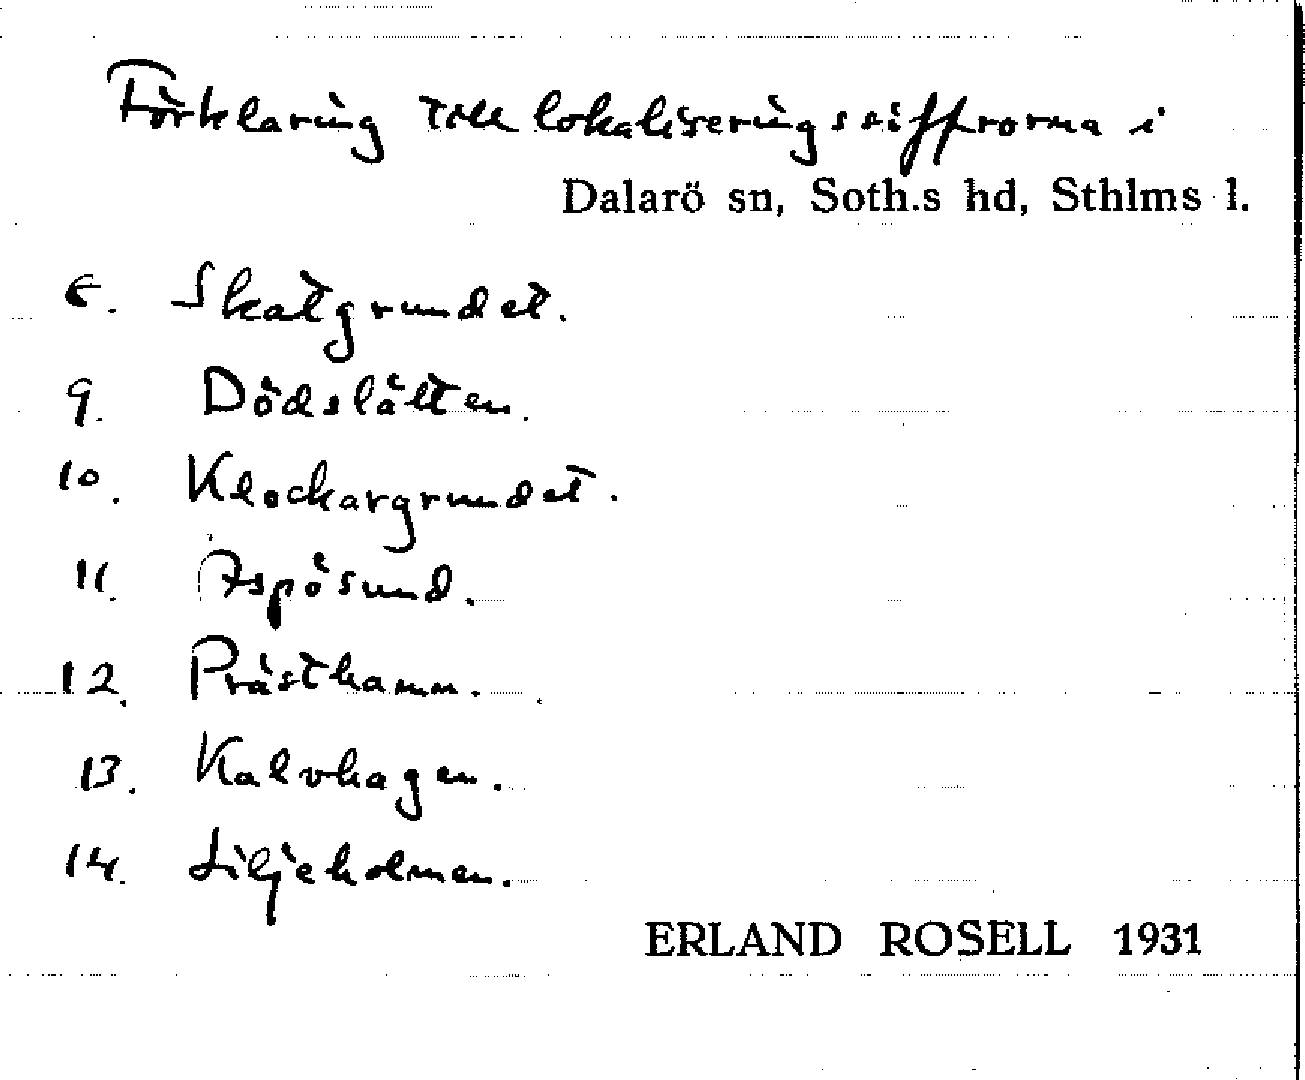 Förklaring till lokaliseringssiffrorna i
Dalarö sn, Soth.s hd, Sthlms l.
8. Skatgrundet.
9. Dödslätten.
10. Klockargrundet.
11. Aspösund.
12. Prästhamn.
13. Kalvhagen.
14. Liljeholmen.
ERLAND ROSELL 1931